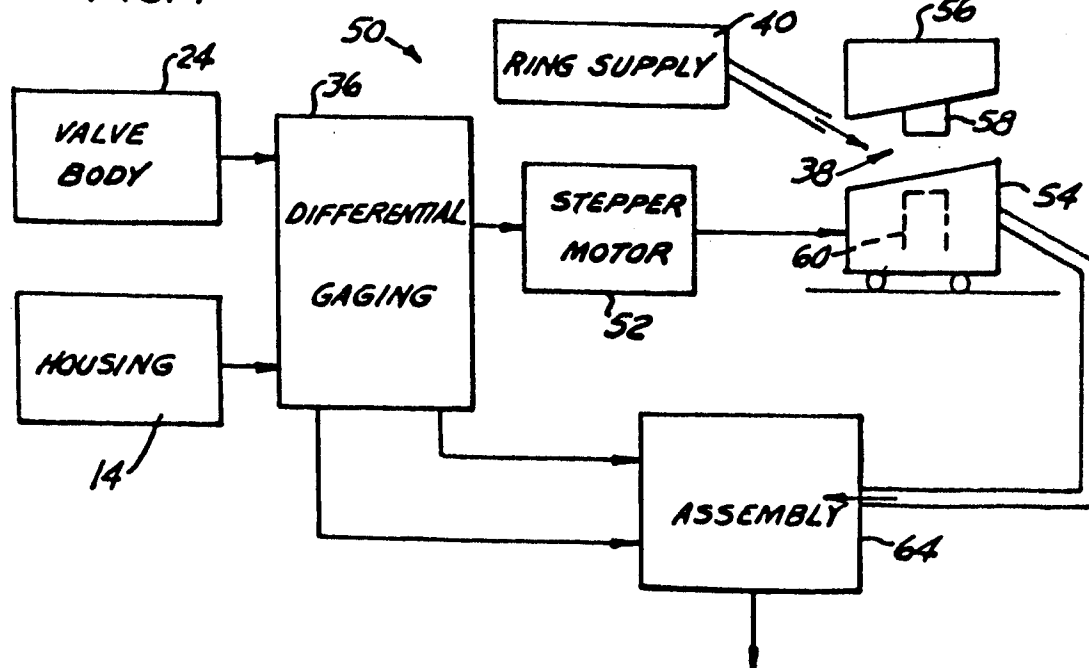 56
50
40
24
RING SUPPLY
36
58
VALVE
BODY
38
54
DIFFERENTIAL
STEPPER
MOTOR
60
GAGING
52
HOUSING
14
ASSEMBLY
64